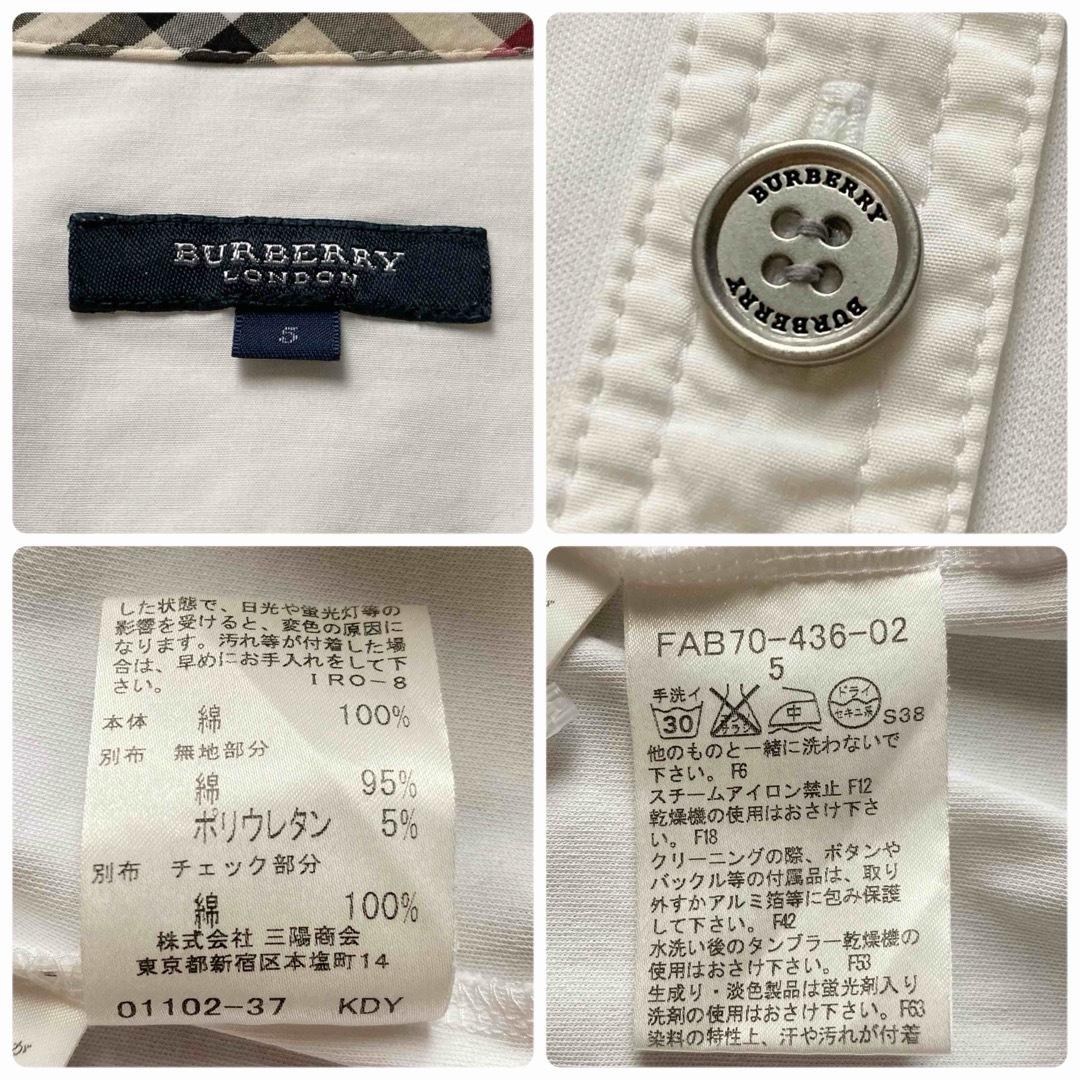 BURBERRY
LONDON
5
BURBERRY
BURBERRY
した状態で、日光や蛍光灯等の
影響を受けると、変色の原因に
なります。汚れ等が付着した場
合は、早めにお手入れをして下
さい。 IRO-8
本体 綿 100%
別布 無地部分
綿 95%
ポリウレタン 5%
別布 チェック部分
綿 100%
株式会社 三陽商会
東京都新宿区本塩町14
01102-37 KDY
FAB70-436-02
5
手洗イ
30 中 ドライ セキユ系 S38
他のものと一緒に洗わないで
下さい。F6
スチームアイロン禁止 F12
乾燥機の使用はおさけ下さ
い。F18
クリーニングの際、ボタンや
バックル等の付属品は、取り
外すかアルミ箔等に包み保護
して下さい。F42
水洗い後のタンブラー乾燥機の
使用はおさけ下さい。F53
生成り・淡色製品は蛍光剤入り
洗剤の使用はおさけ下さい。F63
染料の特性上、汗や汚れが付着